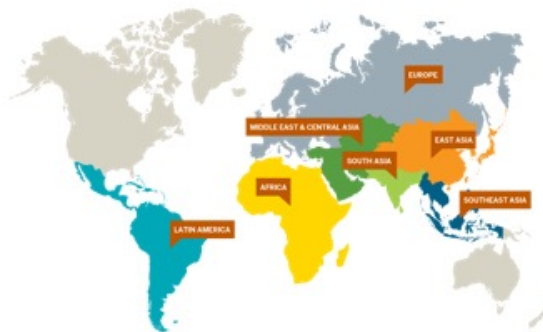 EUROPE
MIDDLE EAST & CENTRAL ASIA
EAST ASIA
SOUTH ASIA
AFRICA
SOUTHEAST ASIA
LATIN AMERICA